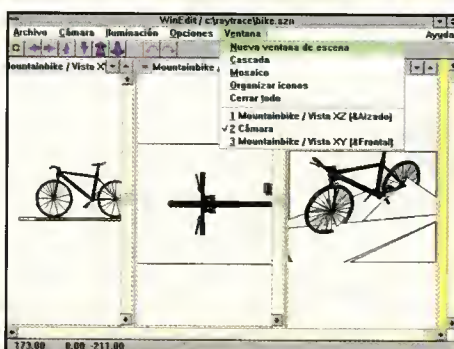 WinEdit / c:\raytrace\bike.szn
Archivo Cámara Iluminación Opciones Ventana Ayuda
Nueva ventana de escena
Cascada
Mosaico
Organizar iconos
Cerrar todo
1 Mountainbike / Vista XZ (&Alzado)
✓2 Cámara
3 Mountainbike / Vista XY (&Frontal)
Mountainbike / Vista X
Mountainbike /
173.00 0.00 -211.00